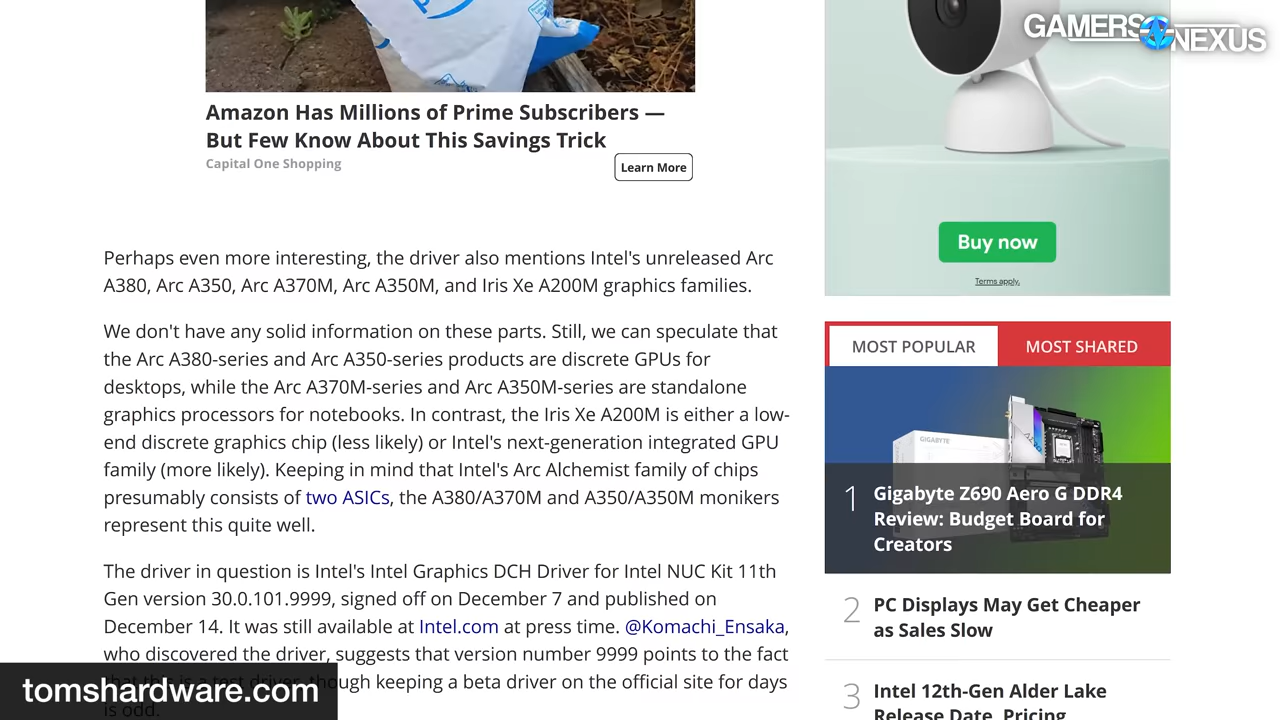 GAMERS NEXUS
Amazon Has Millions of Prime Subscribers —
But Few Know About This Savings Trick
Capital One Shopping
Learn More
Perhaps even more interesting, the driver also mentions Intel's unreleased Arc
A380, Arc A350, Arc A370M, Arc A350M, and Iris Xe A200M graphics families.
We don't have any solid information on these parts. Still, we can speculate that
the Arc A380-series and Arc A350-series products are discrete GPUs for
desktops, while the Arc A370M-series and Arc A350M-series are standalone
graphics processors for notebooks. In contrast, the Iris Xe A200M is either a low-
end discrete graphics chip (less likely) or Intel's next-generation integrated GPU
family (more likely). Keeping in mind that Intel's Arc Alchemist family of chips
presumably consists of two ASICs, the A380/A370M and A350/A350M monikers
represent this quite well.
The driver in question is Intel's Intel Graphics DCH Driver for Intel NUC Kit 11th
Gen version 30.0.101.9999, signed off on December 7 and published on
December 14. It was still available at Intel.com at press time. @Komachi_Ensaka,
who discovered the driver, suggests that version number 9999 points to the fact
that this is a test driver, though keeping a beta driver on the official site for days
is odd.
tomshardware.com
Buy now
Terms apply.
MOST POPULAR
MOST SHARED
GIGABYTE
1
Gigabyte Z690 Aero G DDR4
Review: Budget Board for
Creators
2
PC Displays May Get Cheaper
as Sales Slow
3
Intel 12th-Gen Alder Lake
Release Date, Pricing,